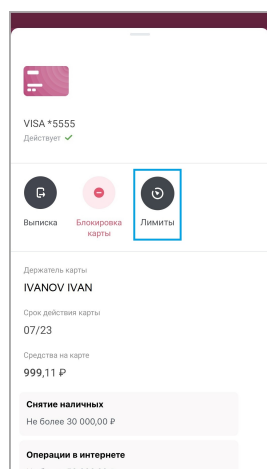 VISA *5555
Действует
Выписка
Блокировка
карты
Лимиты
Держатель карты
IVANOV IVAN
Срок действия карты
07/23
Средства на карте
999,11 ₽
Снятие наличных
Не более 30 000,00 ₽
Операции в интернете